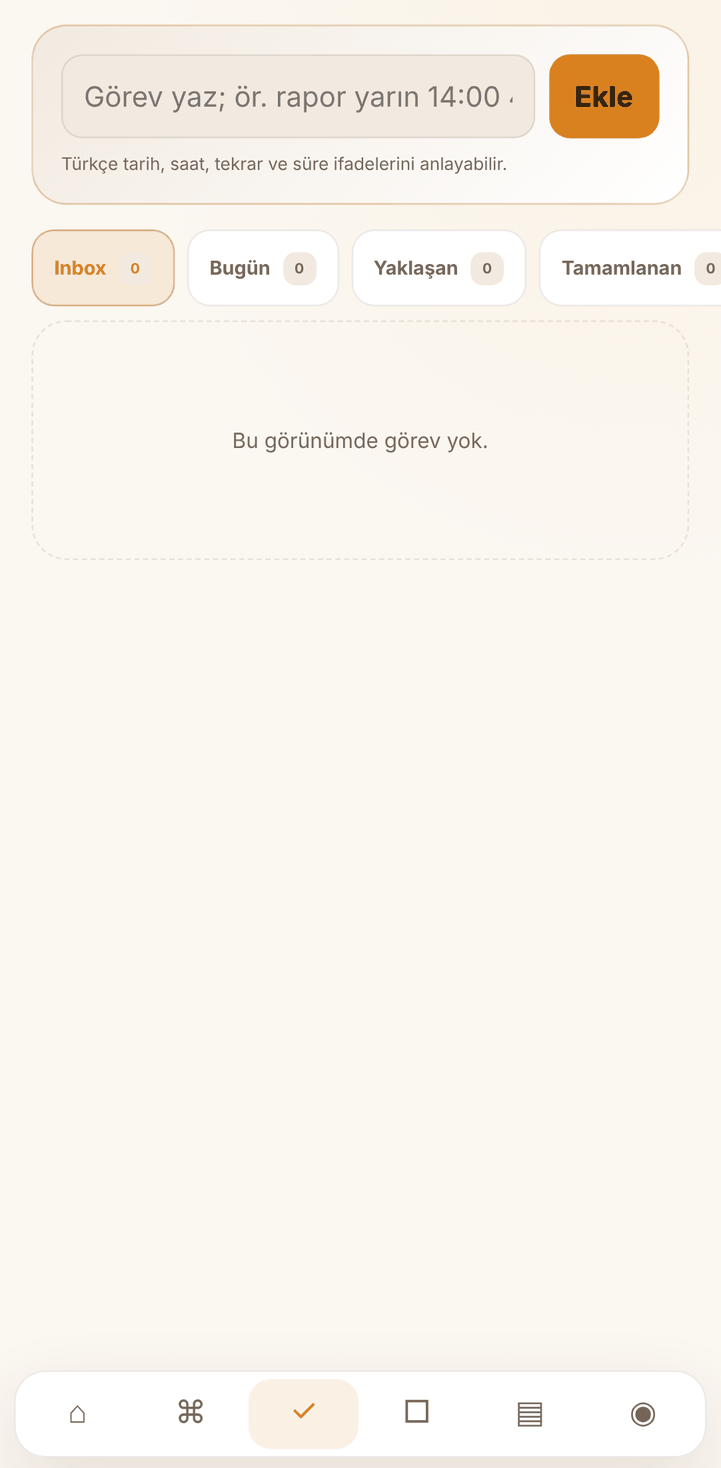 Görev yaz; ör. rapor yarın 14:00
Ekle
Türkçe tarih, saat, tekrar ve süre ifadelerini anlayabilir.
Inbox 0
Bugün 0
Yaklaşan 0
Tamamlanan 0
Bu görünümde görev yok.